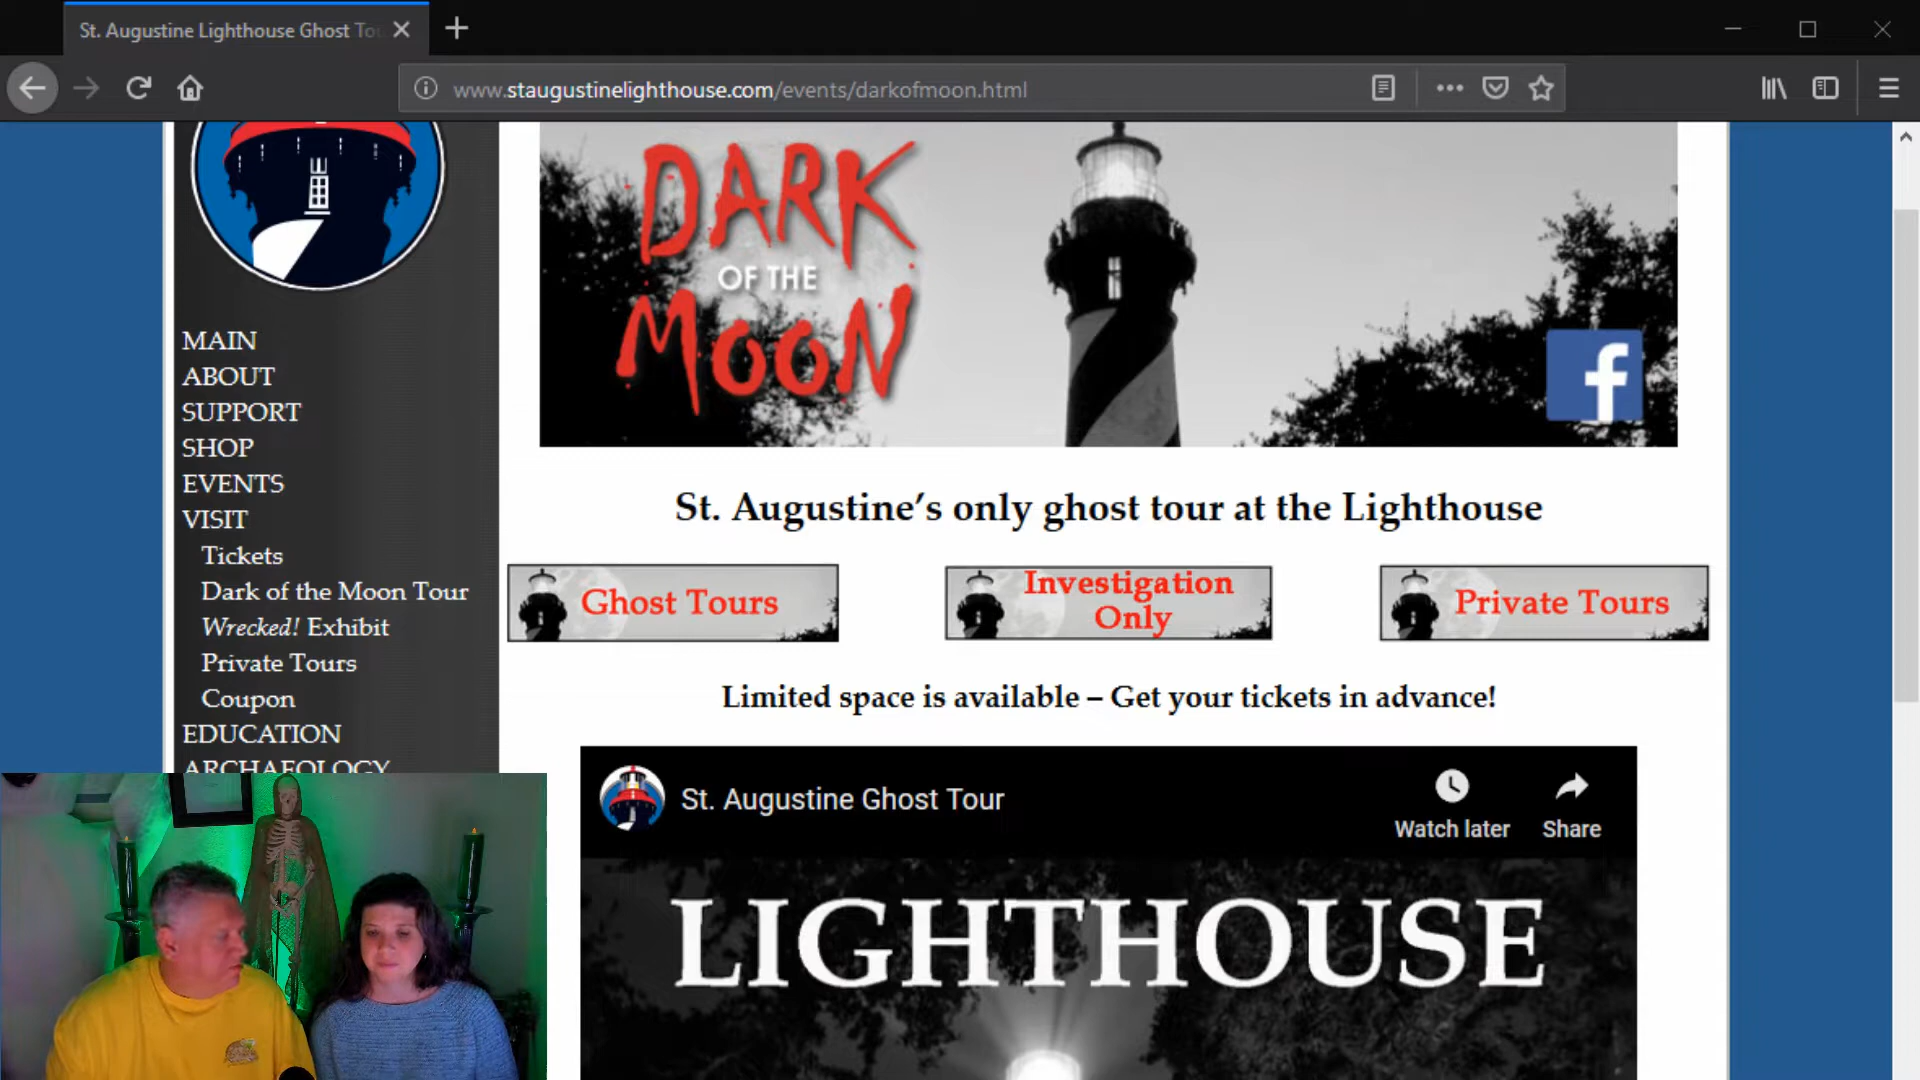 St. Augustine Lighthouse Ghost To
www.staugustinelighthouse.com/events/darkofmoon.html
DARK
OF THE
MOON
f
MAIN
ABOUT
SUPPORT
SHOP
EVENTS
VISIT
Tickets
Dark of the Moon Tour
Wrecked! Exhibit
Private Tours
Coupon
EDUCATION
ARCHAEOLOGY
St. Augustine's only ghost tour at the Lighthouse
Ghost Tours
Investigation
Only
Private Tours
Limited space is available – Get your tickets in advance!
St. Augustine Ghost Tour
Watch later
Share
LIGHTHOUSE